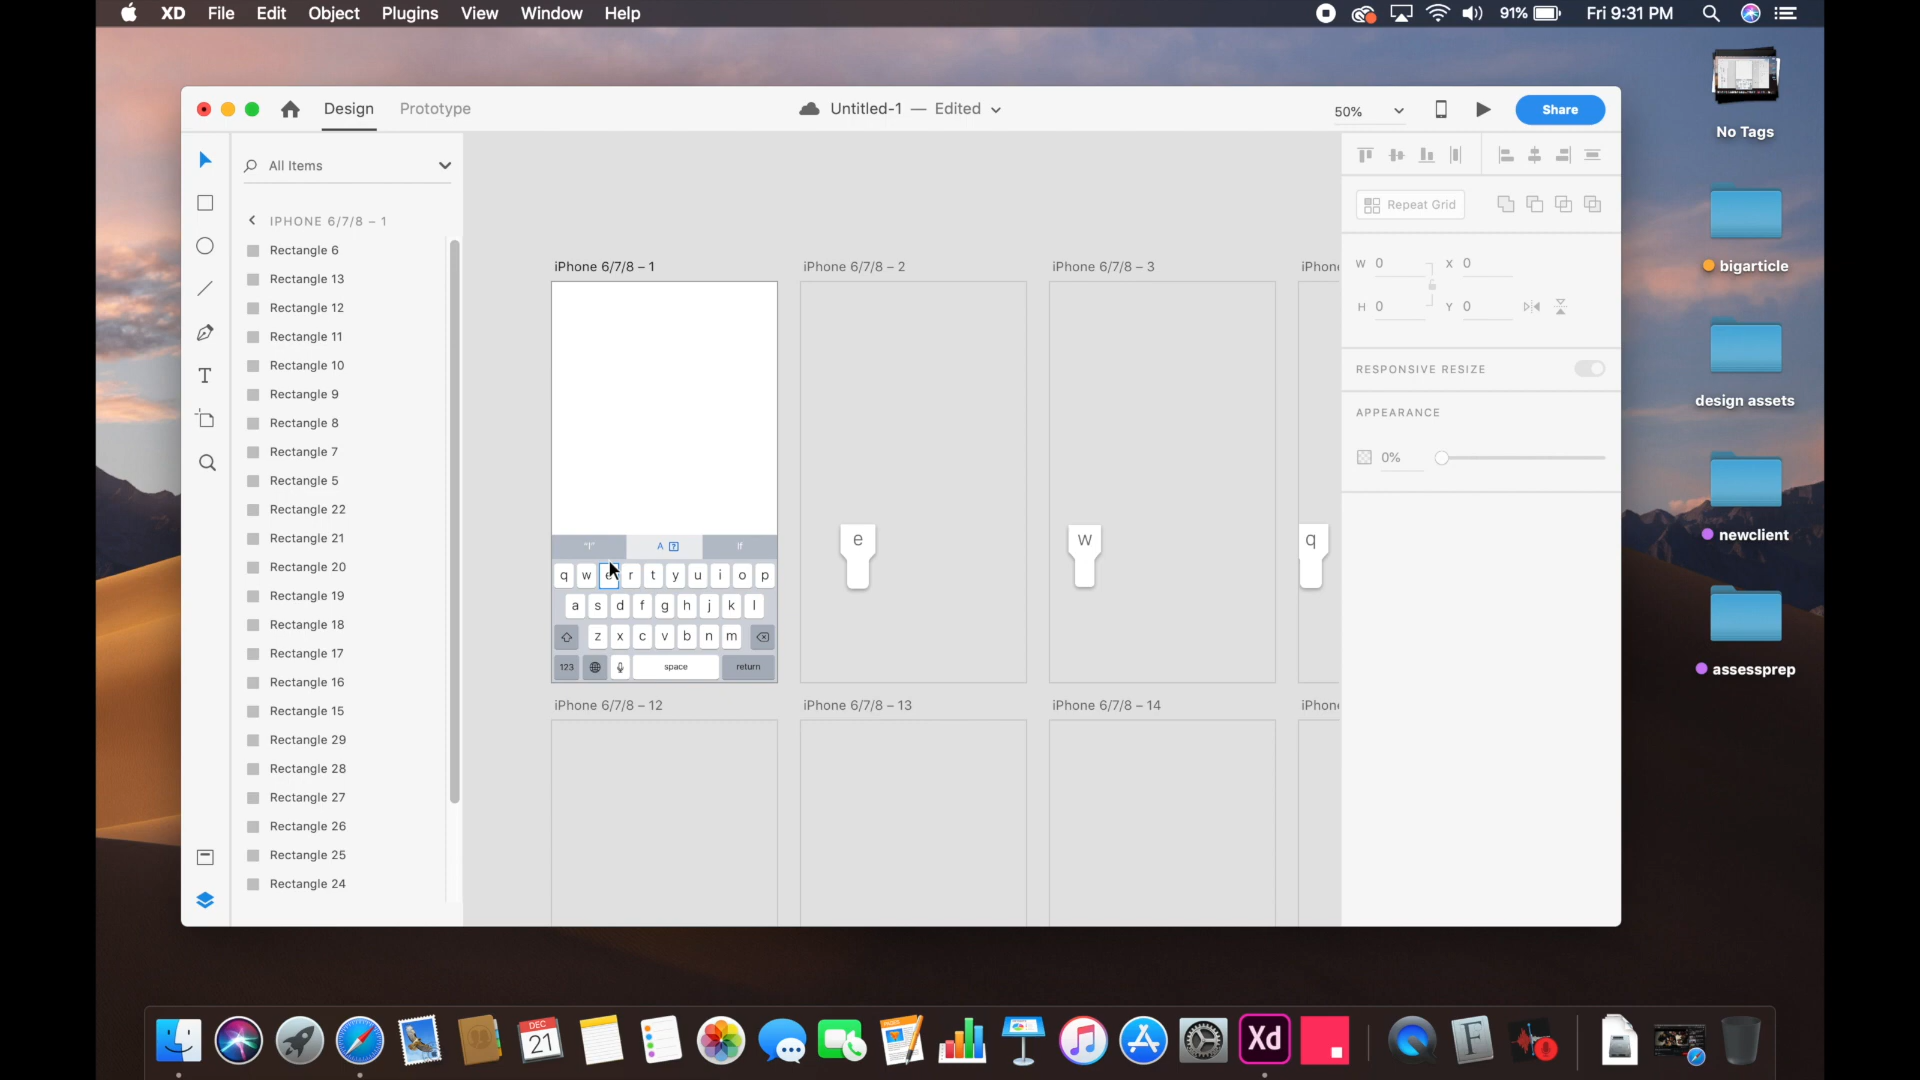 XD File Edit Object Plugins View Window Help
91% Fri 9:31 PM
No Tags
bigarticle
design assets
newclient
assessprep
Design Prototype
Untitled-1 — Edited
50%
Share
All Items
IPHONE 6/7/8 – 1
Rectangle 6
Rectangle 13
Rectangle 12
Rectangle 11
Rectangle 10
Rectangle 9
Rectangle 8
Rectangle 7
Rectangle 5
Rectangle 22
Rectangle 21
Rectangle 20
Rectangle 19
Rectangle 18
Rectangle 17
Rectangle 16
Rectangle 15
Rectangle 29
Rectangle 28
Rectangle 27
Rectangle 26
Rectangle 25
Rectangle 24
iPhone 6/7/8 – 1
iPhone 6/7/8 – 2
iPhone 6/7/8 – 3
iPhon
"I" A ? If
q w e r t y u i o p
a s d f g h j k l
z x c v b n m
123 space return
e
w
q
iPhone 6/7/8 – 12
iPhone 6/7/8 – 13
iPhone 6/7/8 – 14
iPhon
Repeat Grid
W 0 X 0
H 0 Y 0
RESPONSIVE RESIZE
APPEARANCE
0%
DEC
21
Xd
F